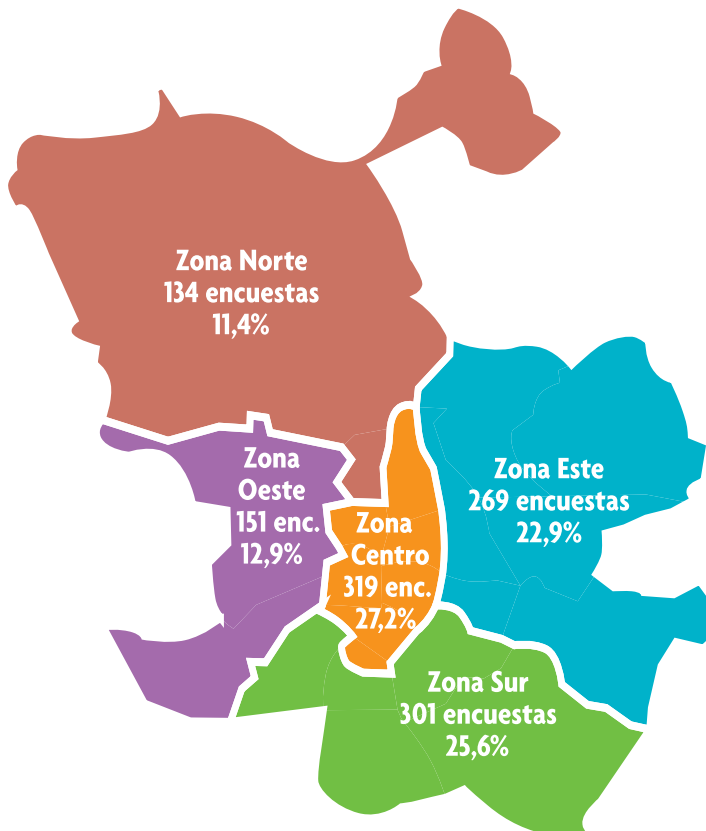 Zona Norte
134 encuestas
11,4%
Zona
Oeste
151 enc.
12,9%
Zona
Centro
319 enc.
27,2%
Zona Este
269 encuestas
22,9%
Zona Sur
301 encuestas
25,6%